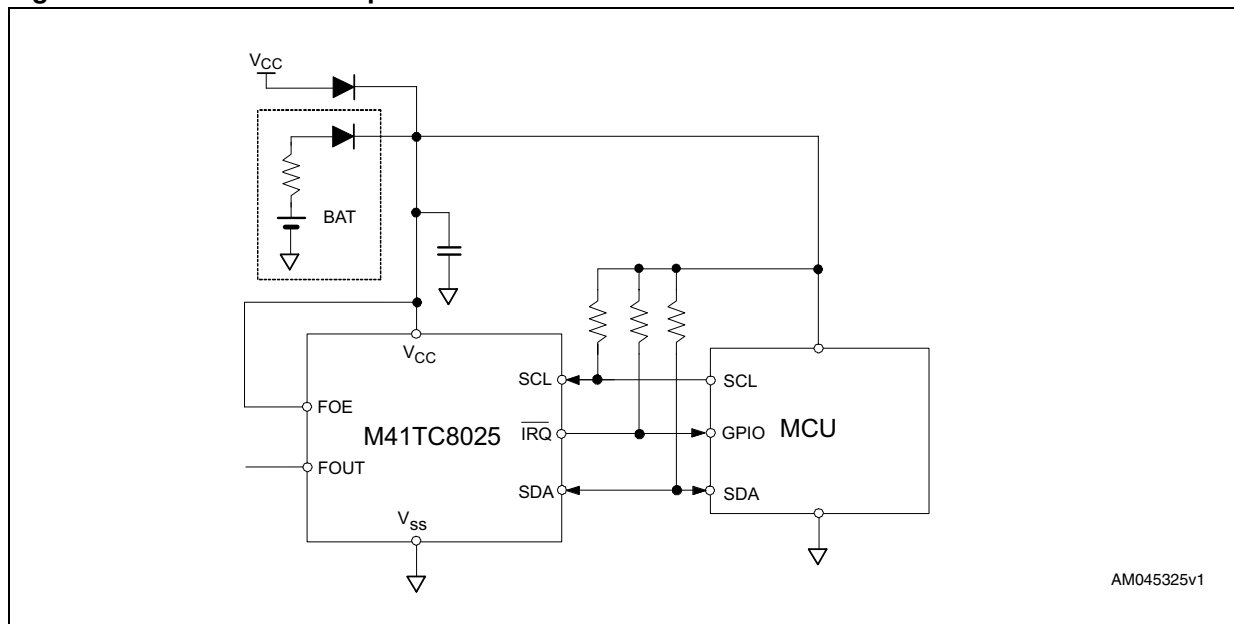 VCC
BAT
VCC
SCL
SCL
FOE
M41TC8025
IRQ
GPIO
MCU
FOUT
SDA
SDA
VSS
AM045325v1